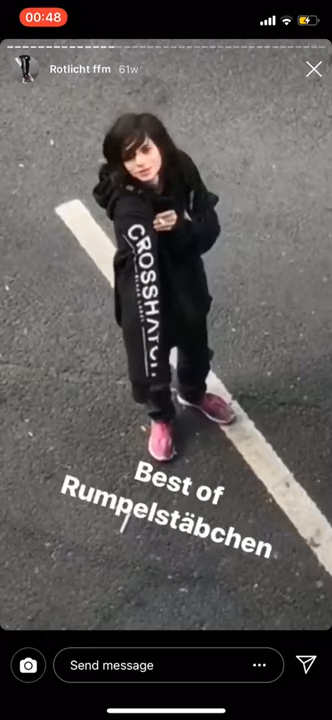 00:48
Rotlicht ffm 61w
CROSSHATCH
Best of
Rumpelstäbchen
Send message